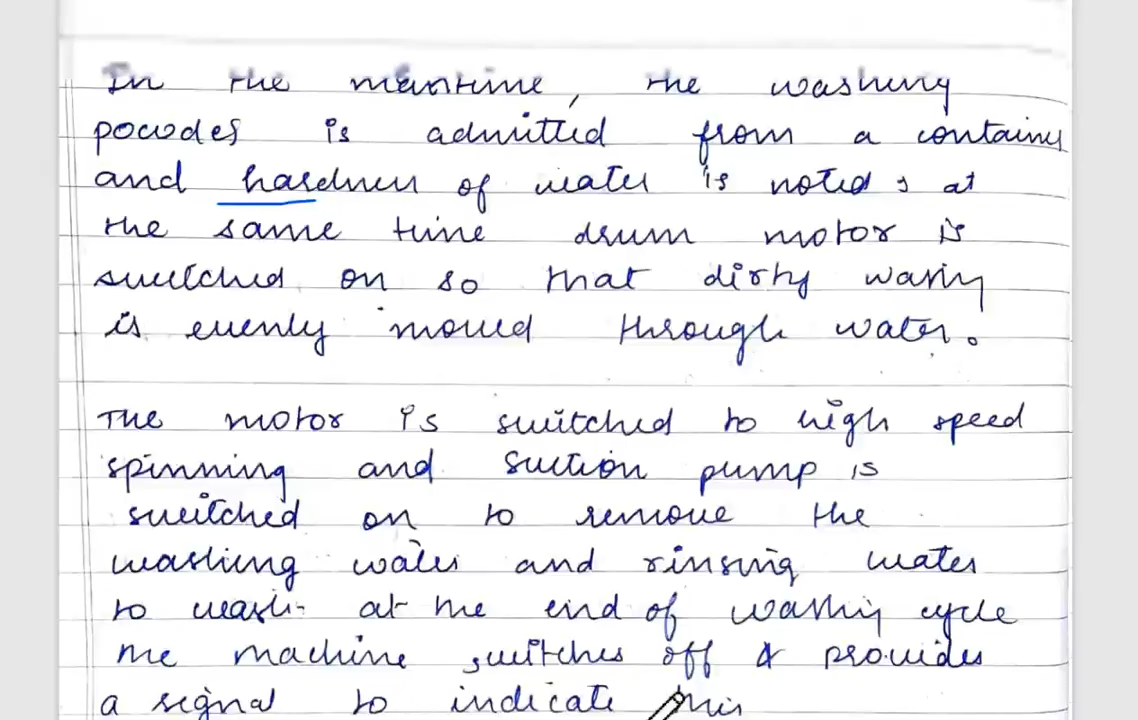 In the meantime, the washing
powder is admitted from a container
and hardness of water is noted & at
the same time drum motor is
switched on so that dirty washing
is evenly moved through water.
The motor is switched to high speed
spinning and suction pump is
switched on to remove the
washing water and rinsing water
to wash. at the end of washing cycle
the machine switches off & provides
a signal to indicate this